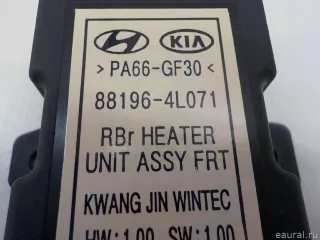 KIA
>PA66-GF30<
88196-4L071
RBr HEATER
UNIT ASSY FRT
KWANG JIN WINTEC
HW:1.00 SW:1.00
eaural.ru